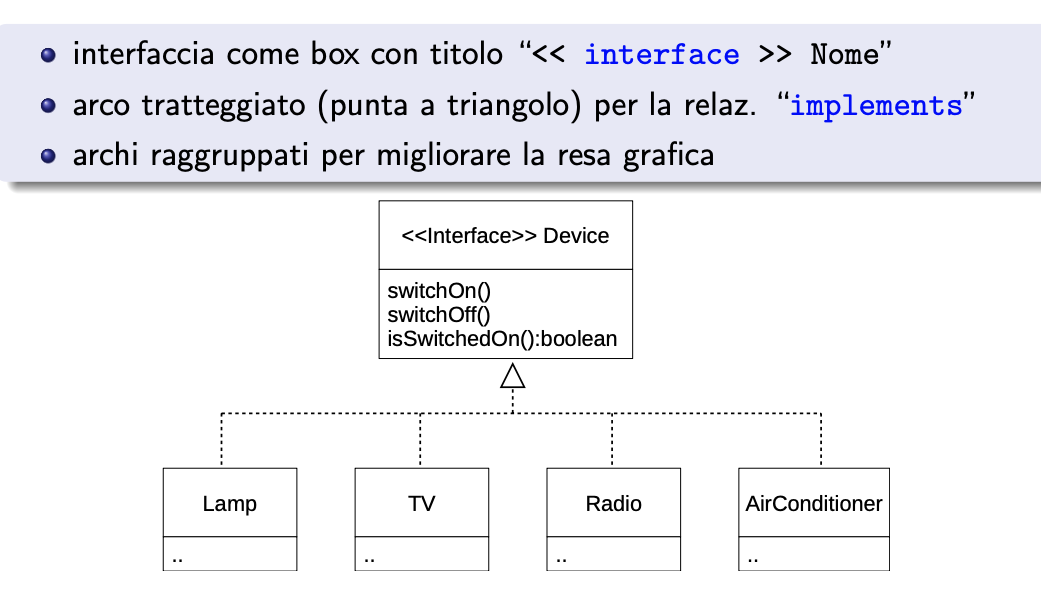 interfaccia come box con titolo “<< interface >> Nome”
arco tratteggiato (punta a triangolo) per la relaz. “implements”
archi raggruppati per migliorare la resa grafica
<<Interface>> Device
switchOn()
switchOff()
isSwitchedOn():boolean
Lamp
TV
Radio
AirConditioner
..
..
..
..